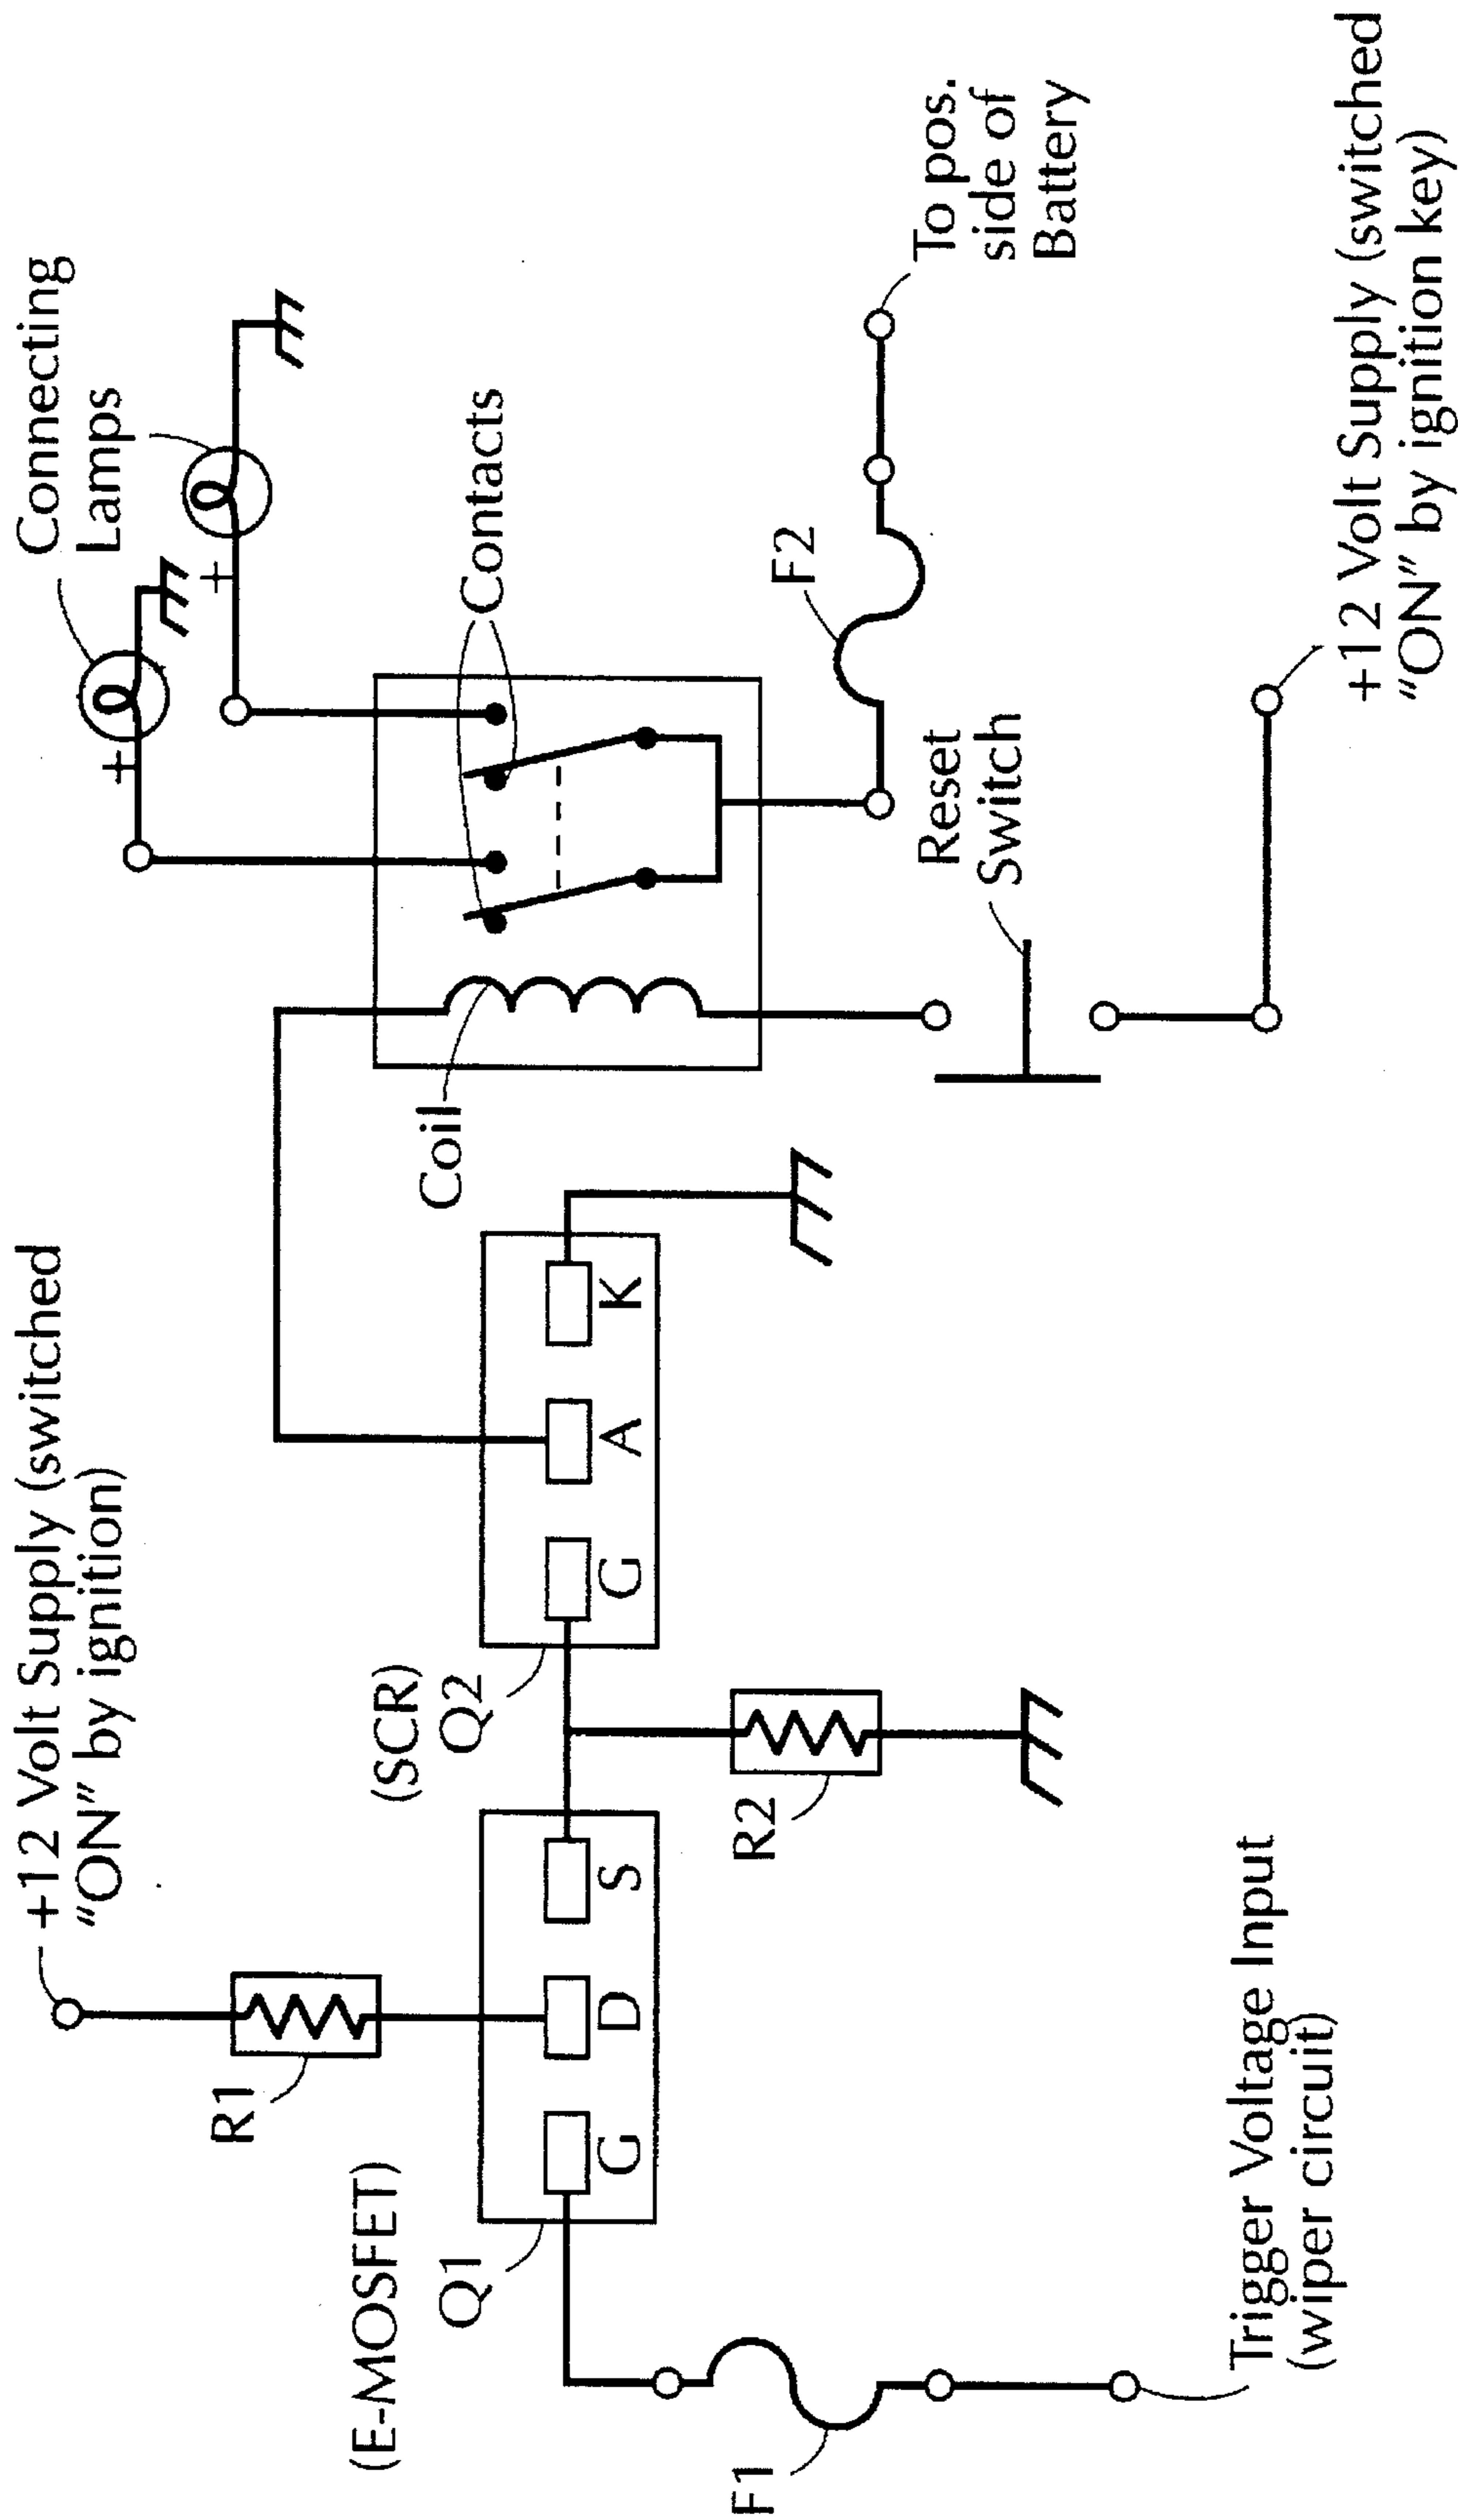 +12 Volt Supply (switched
"ON" by ignition)
Connecting
Lamps
R1
(E-MOSFET)
Q1
(SCR)
Q2
Coil
Contacts
G
D
S
G
A
K
F1
R2
F2
Reset
Switch
To pos.
side of
Battery
Trigger Voltage Input
(wiper circuit)
+12 Volt Supply (switched
"ON" by ignition key)
+
+